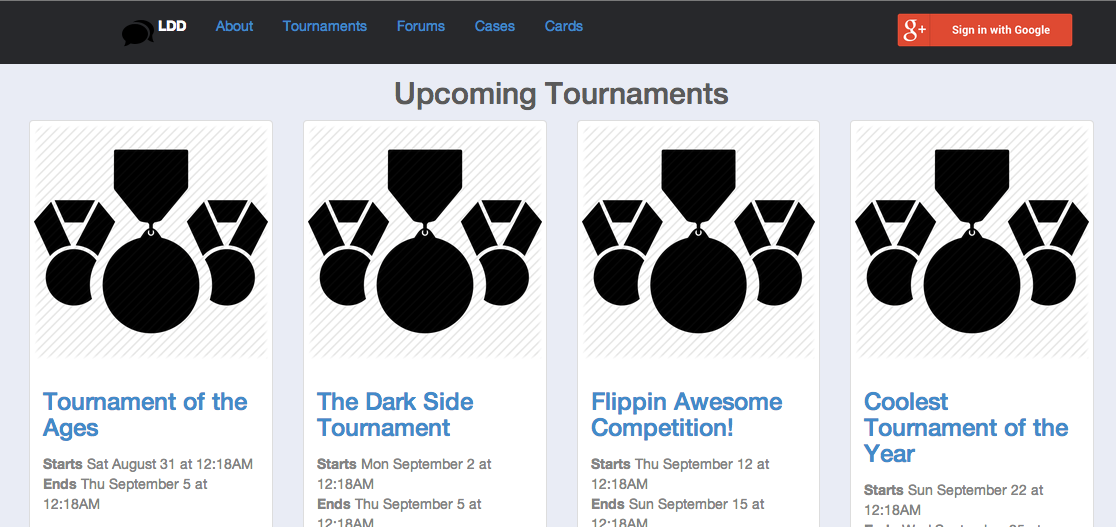 LDD About Tournaments Forums Cases Cards g+ Sign in with Google
Upcoming Tournaments
Tournament of the
Ages
Starts Sat August 31 at 12:18AM
Ends Thu September 5 at
12:18AM
The Dark Side
Tournament
Starts Mon September 2 at
12:18AM
Ends Thu September 5 at
12:18AM
Flippin Awesome
Competition!
Starts Thu September 12 at
12:18AM
Ends Sun September 15 at
12:18AM
Coolest
Tournament of the
Year
Starts Sun September 22 at
12:18AM